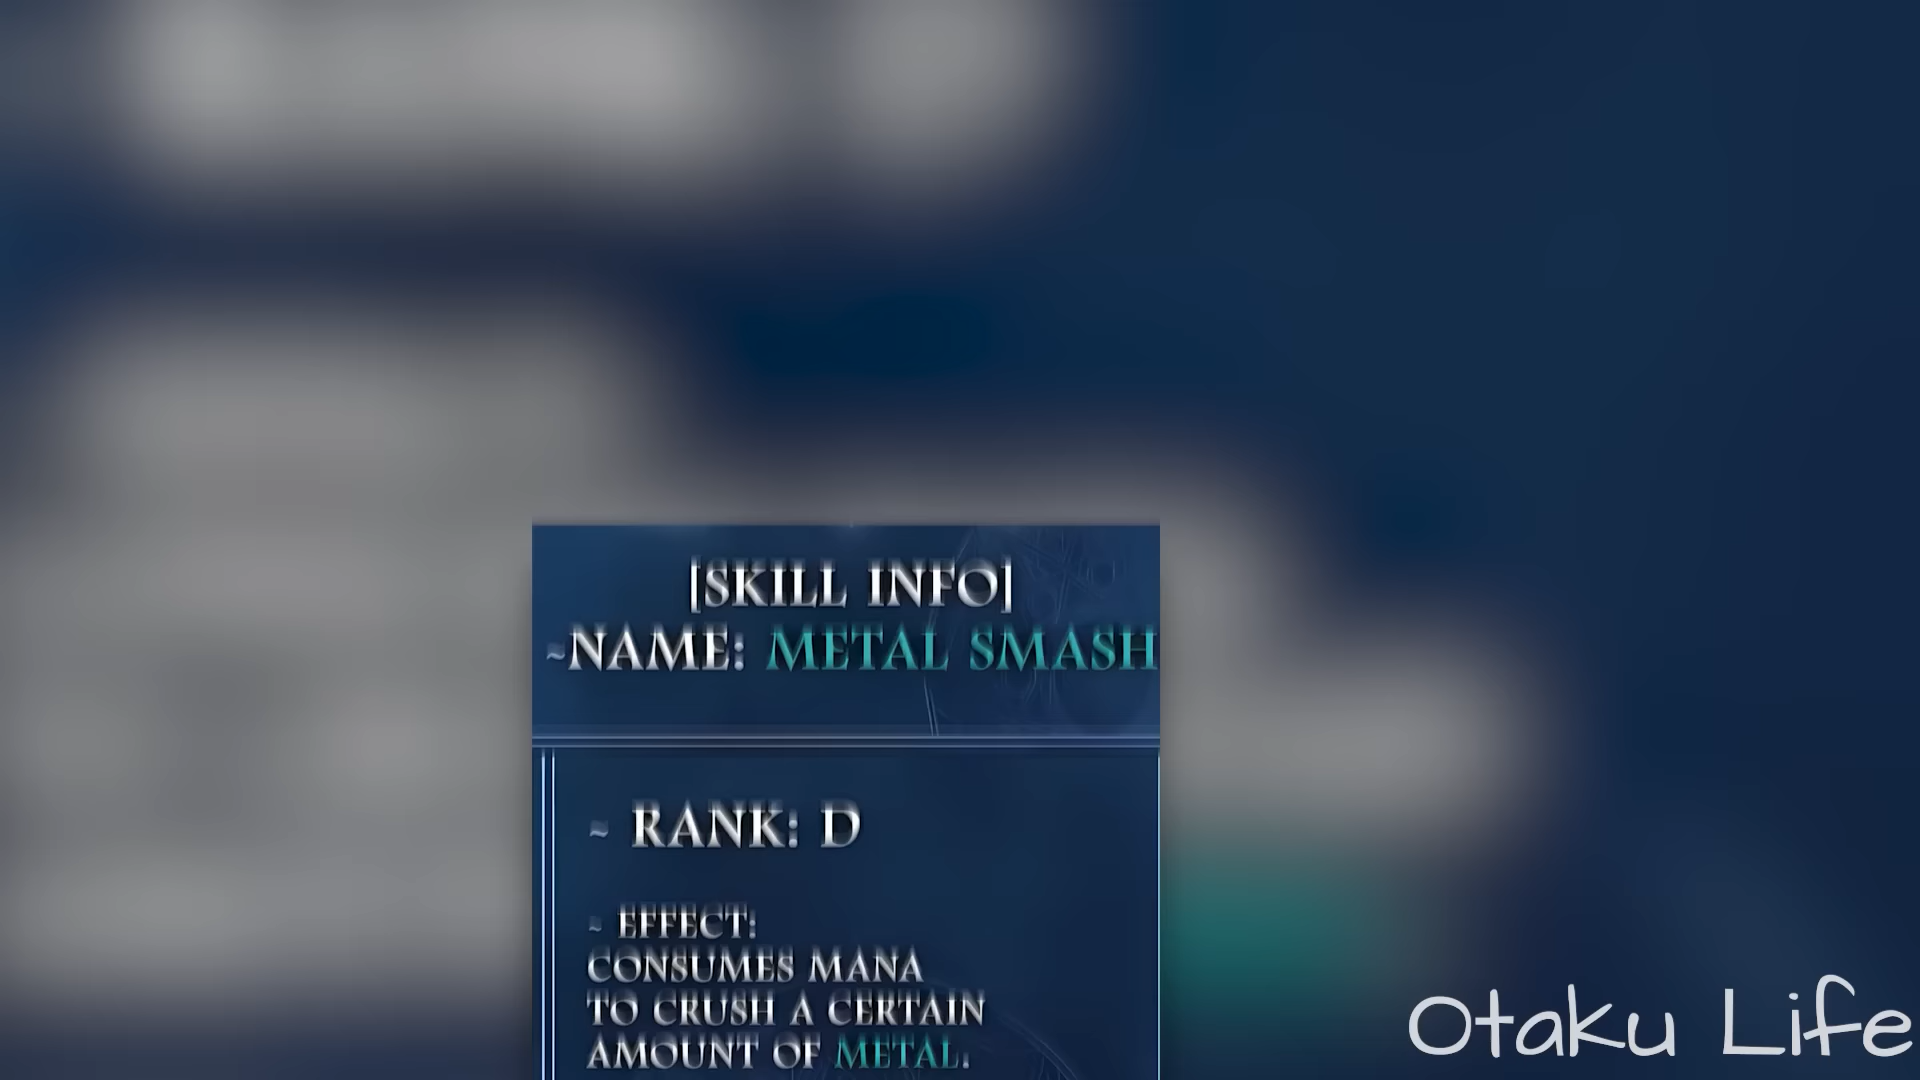 [SKILL INFO]
~NAME: METAL SMASH
~ RANK: D
~ EFFECT:
CONSUMES MANA
TO CRUSH A CERTAIN
AMOUNT OF METAL.
Otaku Life